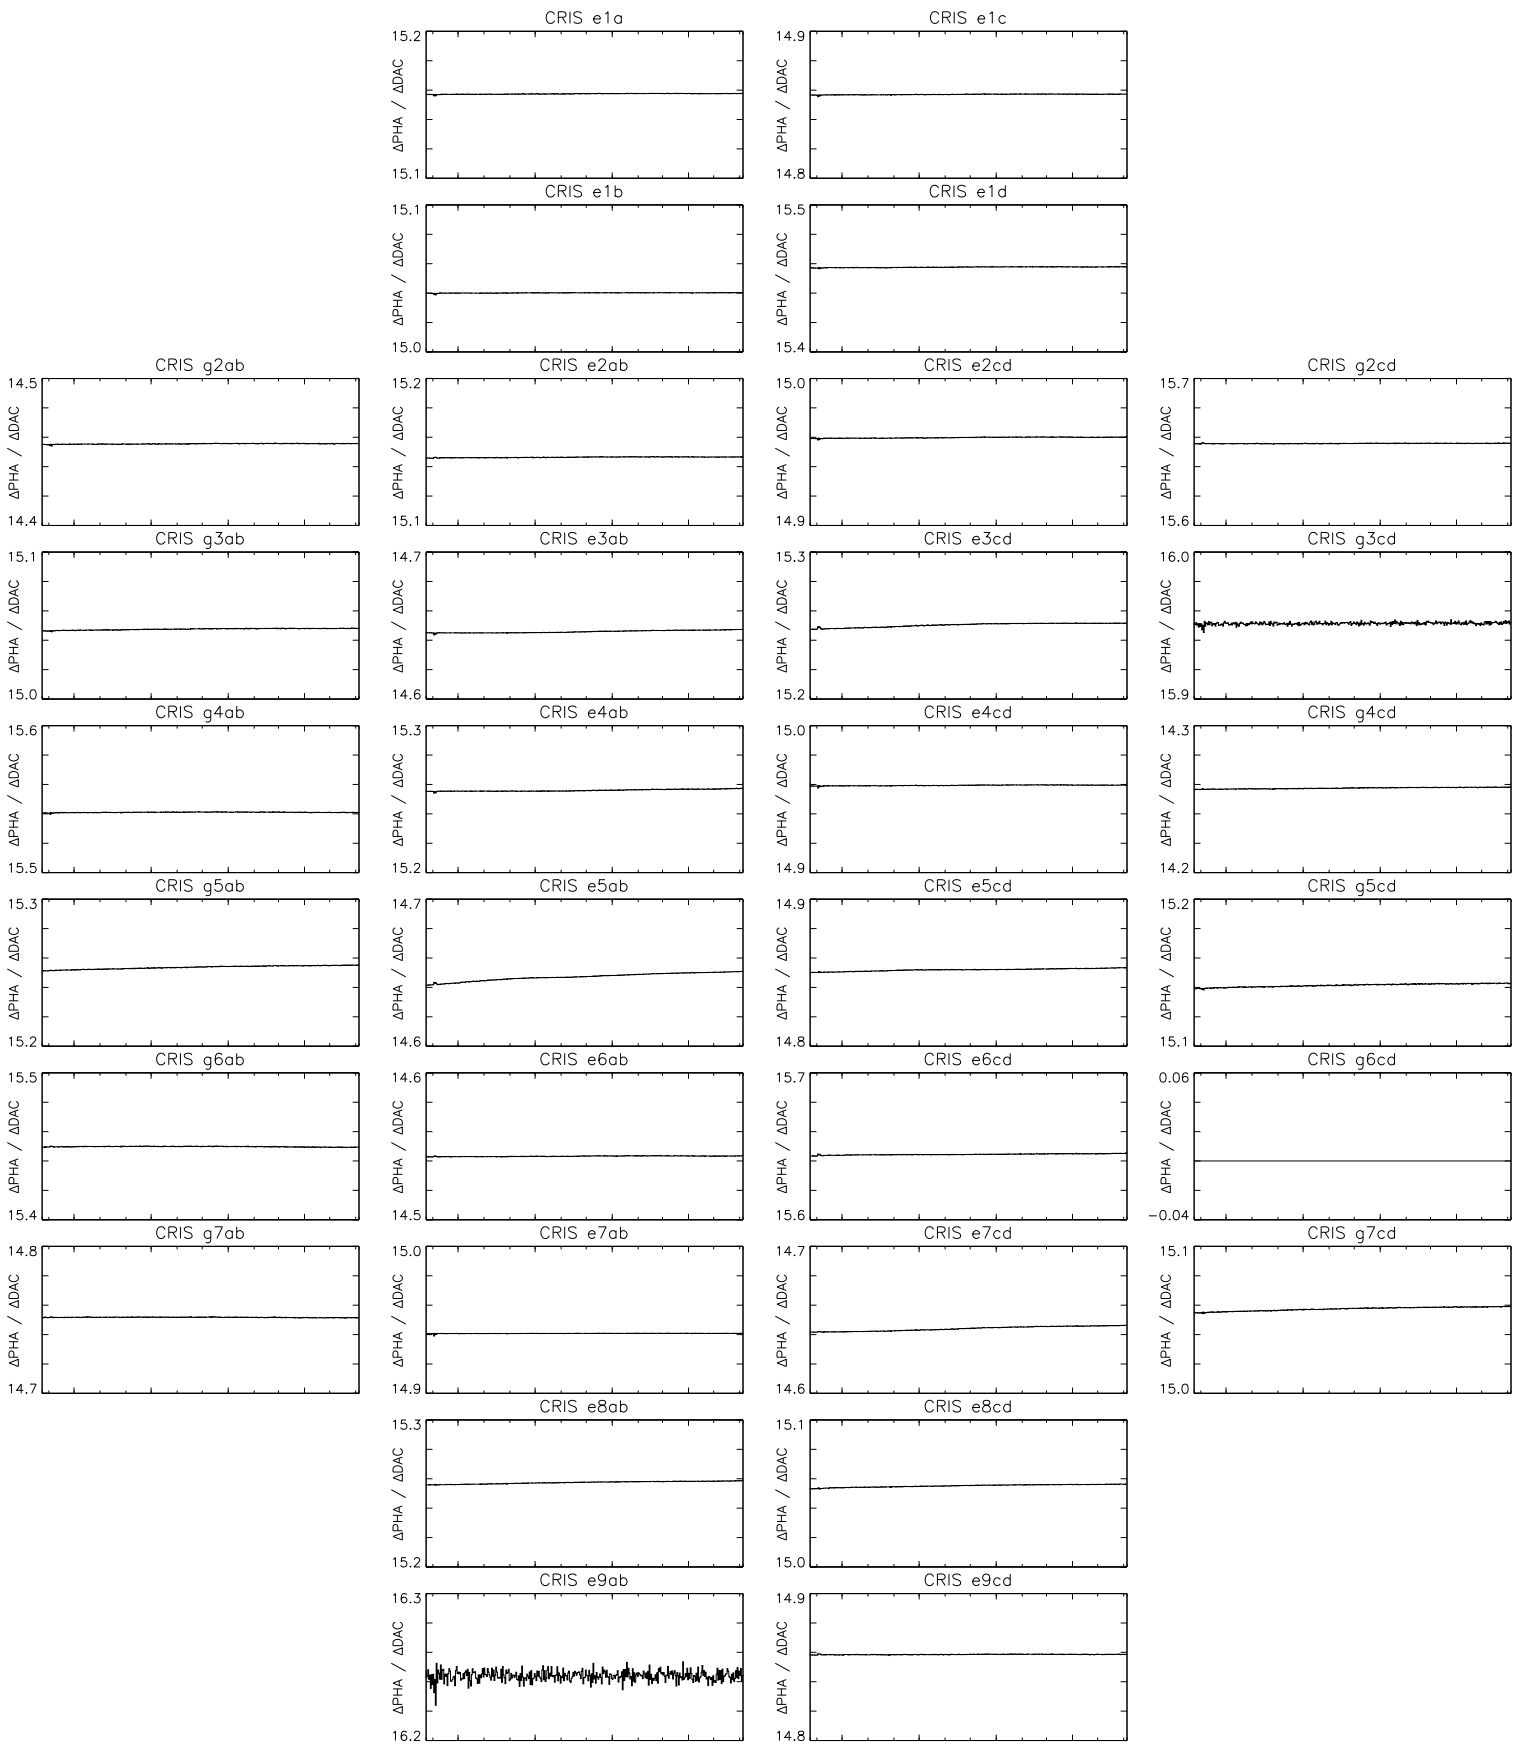 CRIS e1a
15.2
ΔPHA / ΔDAC
15.1
CRIS e1c
14.9
ΔPHA / ΔDAC
14.8
CRIS e1b
15.1
ΔPHA / ΔDAC
15.0
CRIS e1d
15.5
ΔPHA / ΔDAC
15.4
CRIS g2ab
14.5
ΔPHA / ΔDAC
14.4
CRIS e2ab
15.2
ΔPHA / ΔDAC
15.1
CRIS e2cd
15.0
ΔPHA / ΔDAC
14.9
CRIS g2cd
15.7
ΔPHA / ΔDAC
15.6
CRIS g3ab
15.1
ΔPHA / ΔDAC
15.0
CRIS e3ab
14.7
ΔPHA / ΔDAC
14.6
CRIS e3cd
15.3
ΔPHA / ΔDAC
15.2
CRIS g3cd
16.0
ΔPHA / ΔDAC
15.9
CRIS g4ab
15.6
ΔPHA / ΔDAC
15.5
CRIS e4ab
15.3
ΔPHA / ΔDAC
15.2
CRIS e4cd
15.0
ΔPHA / ΔDAC
14.9
CRIS g4cd
14.3
ΔPHA / ΔDAC
14.2
CRIS g5ab
15.3
ΔPHA / ΔDAC
15.2
CRIS e5ab
14.7
ΔPHA / ΔDAC
14.6
CRIS e5cd
14.9
ΔPHA / ΔDAC
14.8
CRIS g5cd
15.2
ΔPHA / ΔDAC
15.1
CRIS g6ab
15.5
ΔPHA / ΔDAC
15.4
CRIS e6ab
14.6
ΔPHA / ΔDAC
14.5
CRIS e6cd
15.7
ΔPHA / ΔDAC
15.6
CRIS g6cd
0.06
ΔPHA / ΔDAC
−0.04
CRIS g7ab
14.8
ΔPHA / ΔDAC
14.7
CRIS e7ab
15.0
ΔPHA / ΔDAC
14.9
CRIS e7cd
14.7
ΔPHA / ΔDAC
14.6
CRIS g7cd
15.1
ΔPHA / ΔDAC
15.0
CRIS e8ab
15.3
ΔPHA / ΔDAC
15.2
CRIS e8cd
15.1
ΔPHA / ΔDAC
15.0
CRIS e9ab
16.3
ΔPHA / ΔDAC
16.2
CRIS e9cd
14.9
ΔPHA / ΔDAC
14.8